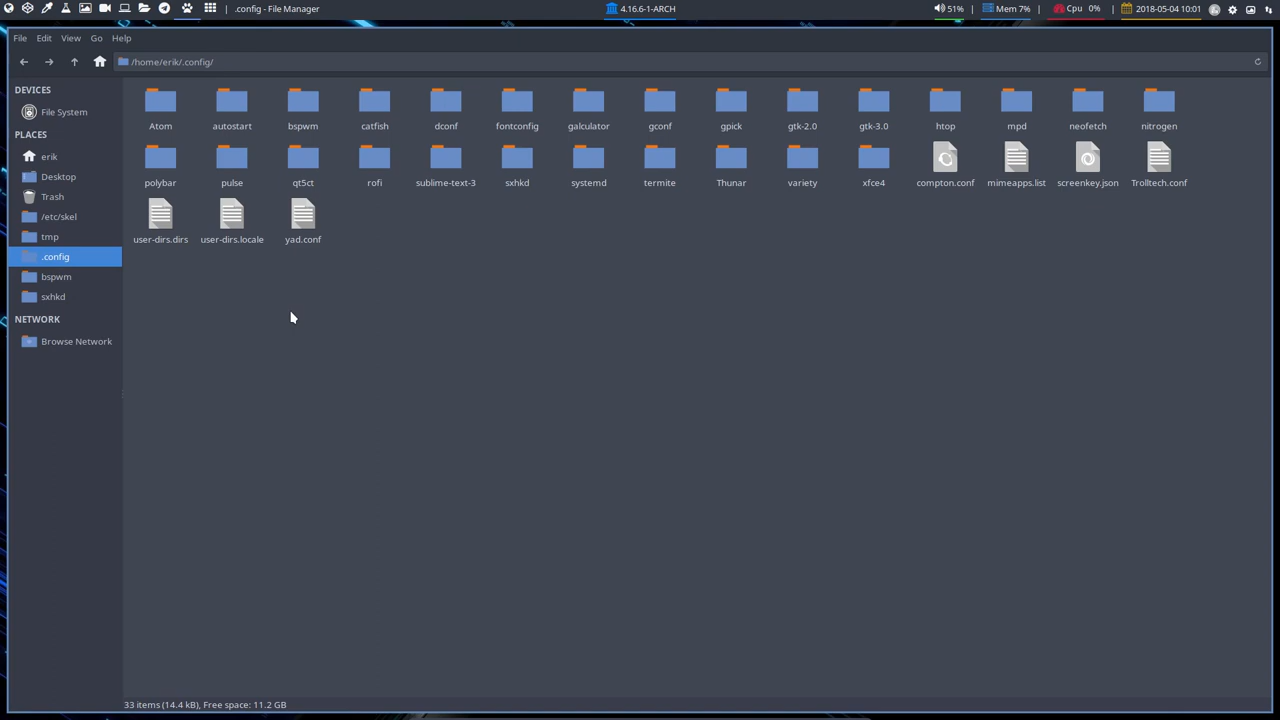 .config - File Manager
4.16.6-1-ARCH
51%
Mem 7%
Cpu 0%
2018-05-04 10:01
File Edit View Go Help
/home/erik/.config/
DEVICES
File System
PLACES
erik
Desktop
Trash
/etc/skel
tmp
.config
bspwm
sxhkd
NETWORK
Browse Network
Atom autostart bspwm catfish dconf fontconfig galculator gconf gpick gtk-2.0 gtk-3.0 htop mpd neofetch nitrogen
polybar pulse qt5ct rofi sublime-text-3 sxhkd systemd termite Thunar variety xfce4 compton.conf mimeapps.list screenkey.json Trolltech.conf
user-dirs.dirs user-dirs.locale yad.conf
33 items (14.4 kB), Free space: 11.2 GB